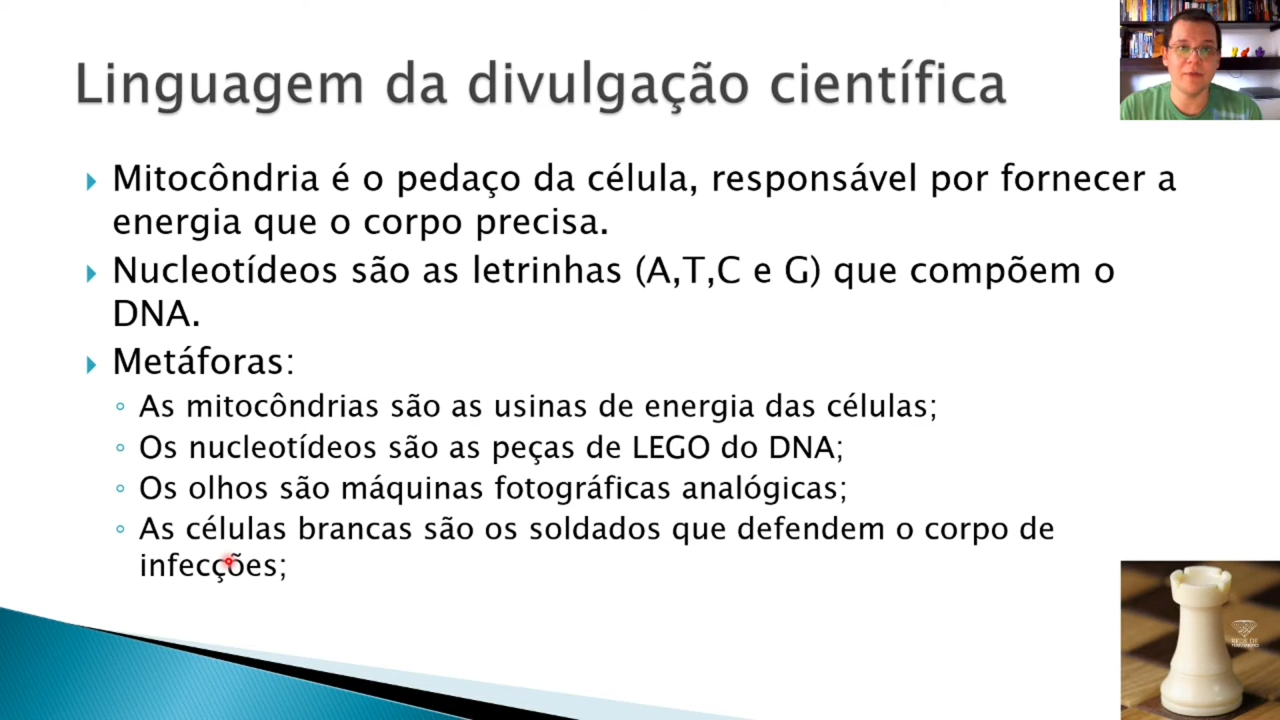 Linguagem da divulgação científica
Mitocôndria é o pedaço da célula, responsável por fornecer a
energia que o corpo precisa.
Nucleotídeos são as letrinhas (A,T,C e G) que compõem o
DNA.
Metáforas:
As mitocôndrias são as usinas de energia das células;
Os nucleotídeos são as peças de LEGO do DNA;
Os olhos são máquinas fotográficas analógicas;
As células brancas são os soldados que defendem o corpo de
infecções;
REDE DE